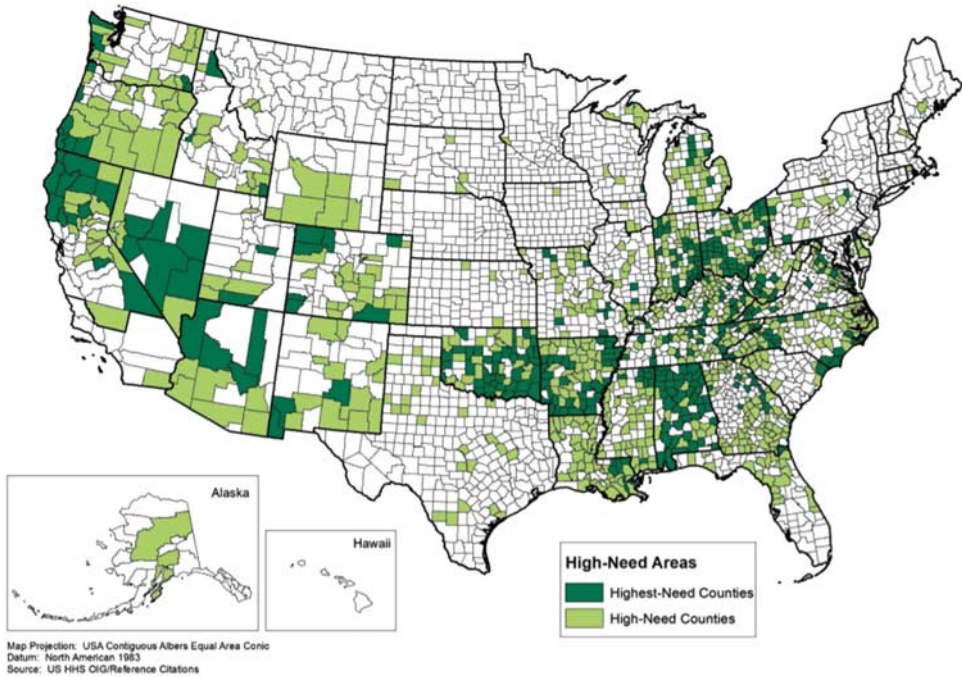 Alaska
Hawaii
High-Need Areas
Highest-Need Counties
High-Need Counties
Map Projection: USA Contiguous Albers Equal Area Conic
Datum: North American 1983
Source: US HHS OIG/Reference Citations